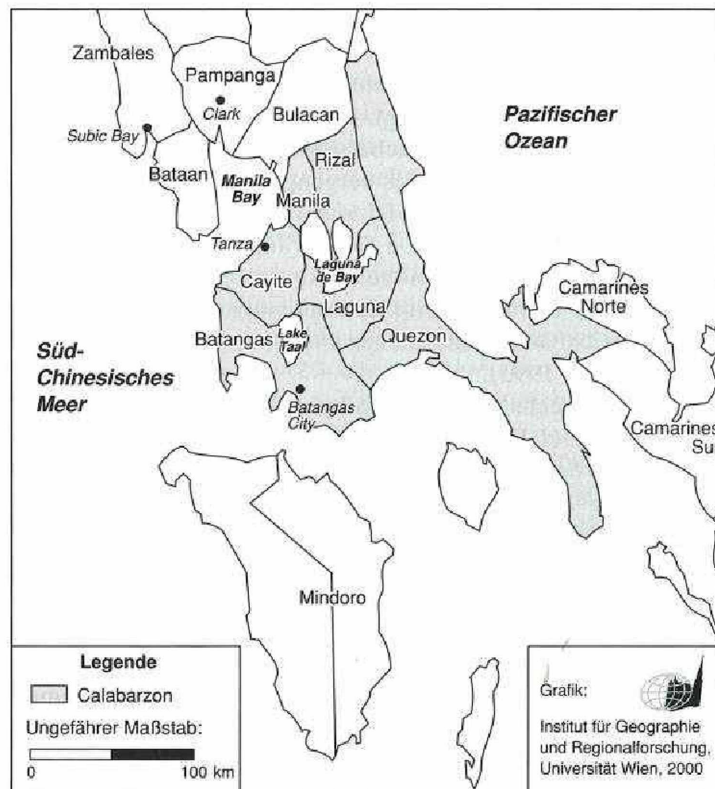 Zambales
Pampanga
Clark
Bulacan
Subic Bay
Bataan
Manila
Bay
Rizal
Manila
Tanza
Cayite
Laguna
de Bay
Laguna
Batangas
Lake
Taal
Quezon
Batangas
City
Pazifischer
Ozean
Camarines
Norte
Camarines
Su
Süd-
Chinesisches
Meer
Mindoro
Legende
Calabarzon
Ungefährer Maßstab:
0 100 km
Grafik:
Institut für Geographie
und Regionalforschung,
Universität Wien, 2000